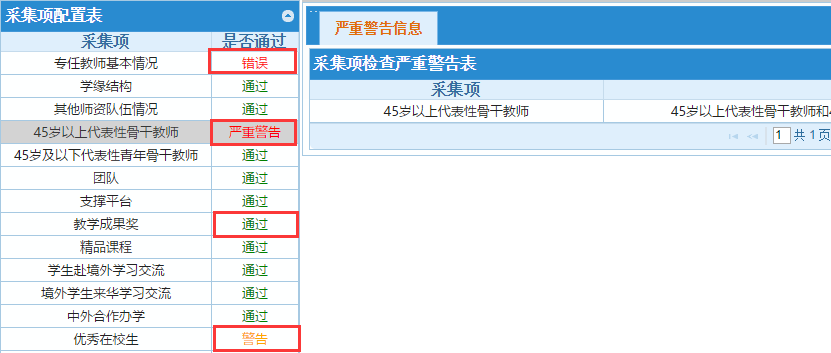 采集项配置表
采集项 是否通过
专任教师基本情况 错误
学缘结构 通过
其他师资队伍情况 通过
45岁以上代表性骨干教师 严重警告
45岁及以下代表性青年骨干教师 通过
团队 通过
支撑平台 通过
教学成果奖 通过
精品课程 通过
学生赴境外学习交流 通过
境外学生来华学习交流 通过
中外合作办学 通过
优秀在校生 警告
严重警告信息
采集项检查严重警告表
采集项
45岁以上代表性骨干教师 45岁以上代表性骨干教师和4
1 共 1 页